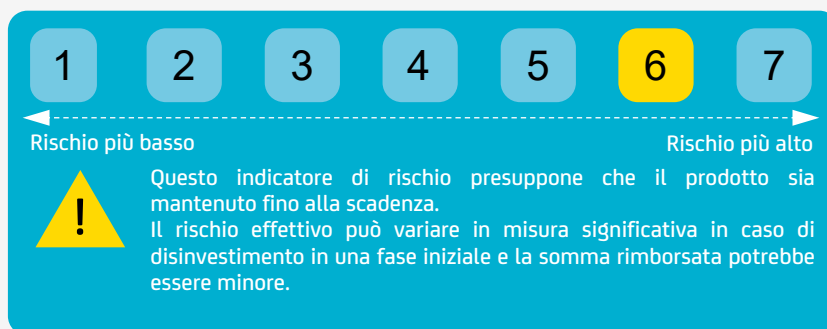 1 2 3 4 5 6 7
Rischio più basso Rischio più alto
!
Questo indicatore di rischio presuppone che il prodotto sia
mantenuto fino alla scadenza.
Il rischio effettivo può variare in misura significativa in caso di
disinvestimento in una fase iniziale e la somma rimborsata potrebbe
essere minore.